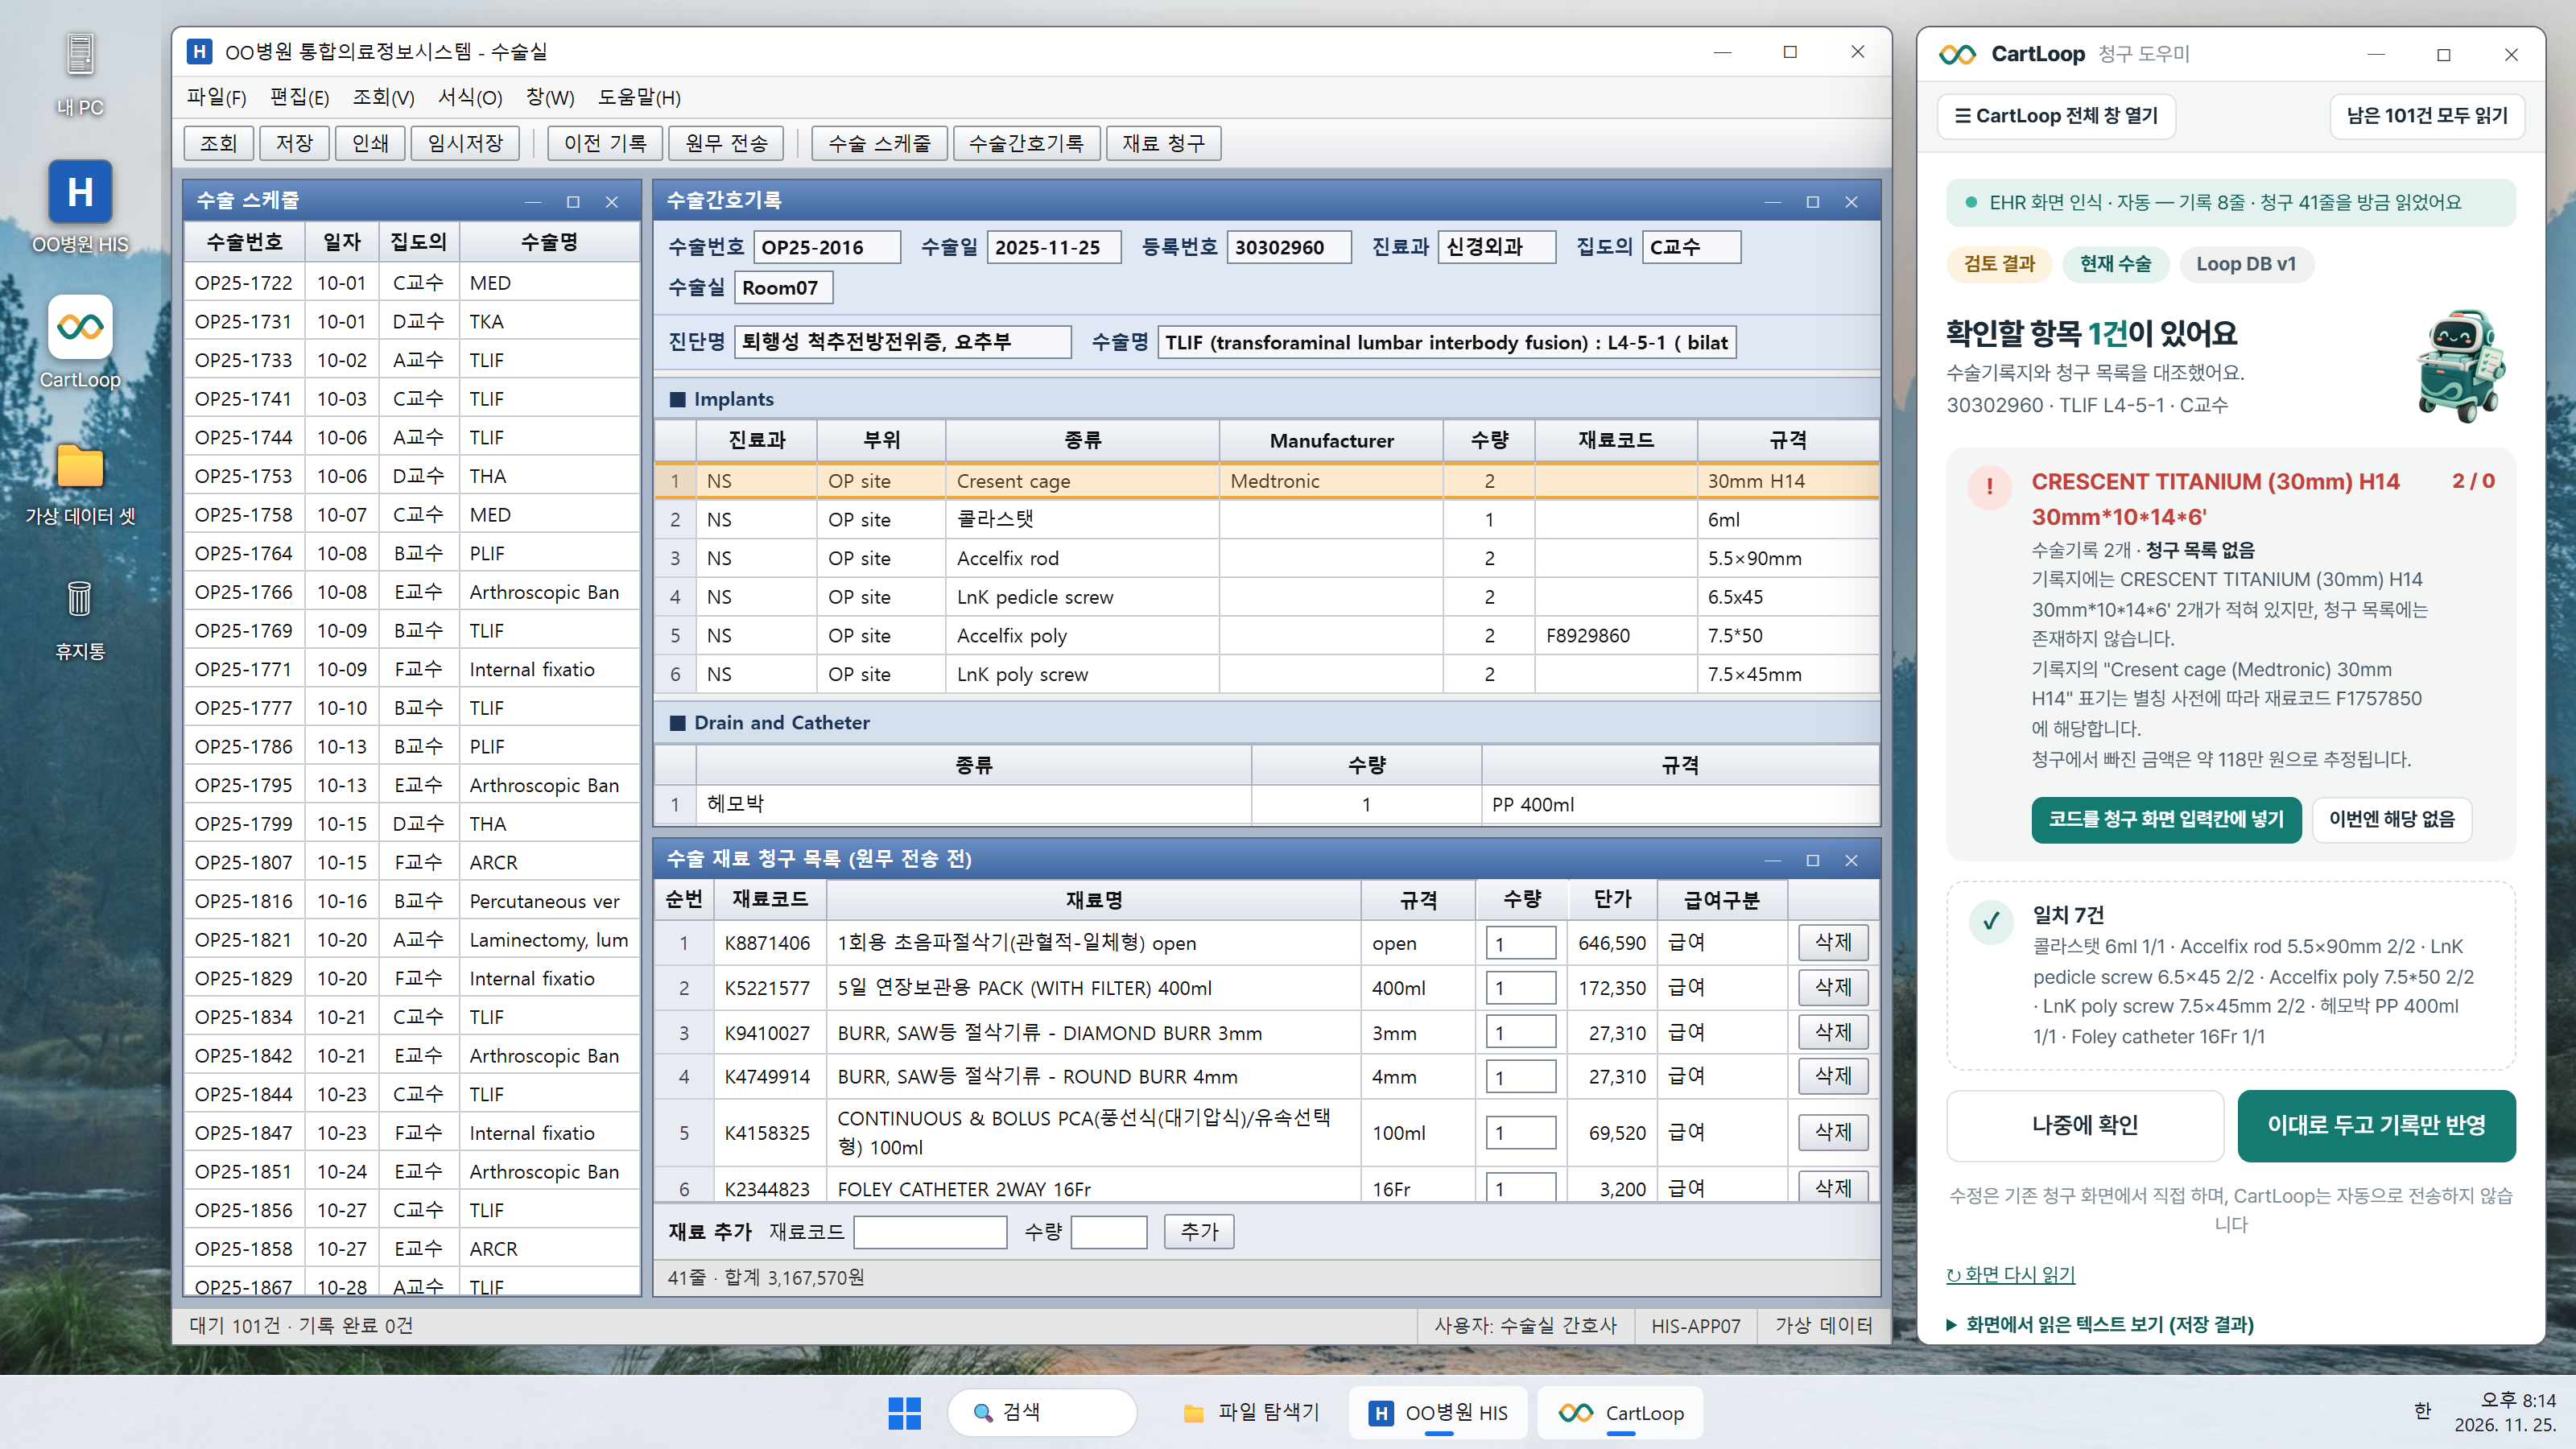 내 PC
H
OO병원 HIS
CartLoop
가상 데이터 셋
휴지통
H OO병원 통합의료정보시스템 - 수술실
파일(F) 편집(E) 조회(V) 서식(O) 창(W) 도움말(H)
조회 저장 인쇄 임시저장 이전 기록 원무 전송 수술 스케줄 수술간호기록 재료 청구
수술 스케줄
수술번호 일자 집도의 수술명
OP25-1722 10-01 C교수 MED
OP25-1731 10-01 D교수 TKA
OP25-1733 10-02 A교수 TLIF
OP25-1741 10-03 C교수 TLIF
OP25-1744 10-06 A교수 TLIF
OP25-1753 10-06 D교수 THA
OP25-1758 10-07 C교수 MED
OP25-1764 10-08 B교수 PLIF
OP25-1766 10-08 E교수 Arthroscopic Ban
OP25-1769 10-09 B교수 TLIF
OP25-1771 10-09 F교수 Internal fixatio
OP25-1777 10-10 B교수 TLIF
OP25-1786 10-13 B교수 PLIF
OP25-1795 10-13 E교수 Arthroscopic Ban
OP25-1799 10-15 D교수 THA
OP25-1807 10-15 F교수 ARCR
OP25-1816 10-16 B교수 Percutaneous ver
OP25-1821 10-20 A교수 Laminectomy, lum
OP25-1829 10-20 F교수 Internal fixatio
OP25-1834 10-21 C교수 TLIF
OP25-1842 10-21 E교수 Arthroscopic Ban
OP25-1844 10-23 C교수 TLIF
OP25-1847 10-23 F교수 Internal fixatio
OP25-1851 10-24 E교수 Arthroscopic Ban
OP25-1856 10-27 C교수 TLIF
OP25-1858 10-27 E교수 ARCR
OP25-1867 10-28 A교수 TLIF
수술간호기록
수술번호 OP25-2016 수술일 2025-11-25 등록번호 30302960 진료과 신경외과 집도의 C교수
수술실 Room07
진단명 퇴행성 척추전방전위증, 요추부 수술명 TLIF (transforaminal lumbar interbody fusion) : L4-5-1 ( bilat
■ Implants
진료과 부위 종류 Manufacturer 수량 재료코드 규격
1 NS OP site Cresent cage Medtronic 2 30mm H14
2 NS OP site 콜라스탯 1 6ml
3 NS OP site Accelfix rod 2 5.5×90mm
4 NS OP site LnK pedicle screw 2 6.5x45
5 NS OP site Accelfix poly 2 F8929860 7.5*50
6 NS OP site LnK poly screw 2 7.5×45mm
■ Drain and Catheter
종류 수량 규격
1 헤모박 1 PP 400ml
수술 재료 청구 목록 (원무 전송 전)
순번 재료코드 재료명 규격 수량 단가 급여구분
1 K8871406 1회용 초음파절삭기(관혈적-일체형) open open 1 646,590 급여 삭제
2 K5221577 5일 연장보관용 PACK (WITH FILTER) 400ml 400ml 1 172,350 급여 삭제
3 K9410027 BURR, SAW등 절삭기류 - DIAMOND BURR 3mm 3mm 1 27,310 급여 삭제
4 K4749914 BURR, SAW등 절삭기류 - ROUND BURR 4mm 4mm 1 27,310 급여 삭제
5 K4158325 CONTINUOUS & BOLUS PCA(풍선식(대기압식)/유속선택
형) 100ml 100ml 1 69,520 급여 삭제
6 K2344823 FOLEY CATHETER 2WAY 16Fr 16Fr 1 3,200 급여 삭제
재료 추가 재료코드 수량 추가
41줄 · 합계 3,167,570원
대기 101건 · 기록 완료 0건 사용자: 수술실 간호사 HIS-APP07 가상 데이터
CartLoop 청구 도우미
☰ CartLoop 전체 창 열기 남은 101건 모두 읽기
EHR 화면 인식 · 자동 — 기록 8줄 · 청구 41줄을 방금 읽었어요
검토 결과 현재 수술 Loop DB v1
확인할 항목 1건이 있어요
수술기록지와 청구 목록을 대조했어요.
30302960 · TLIF L4-5-1 · C교수
! CRESCENT TITANIUM (30mm) H14 2 / 0
30mm*10*14*6'
수술기록 2개 · 청구 목록 없음
기록지에는 CRESCENT TITANIUM (30mm) H14
30mm*10*14*6' 2개가 적혀 있지만, 청구 목록에는
존재하지 않습니다.
기록지의 "Cresent cage (Medtronic) 30mm
H14" 표기는 별칭 사전에 따라 재료코드 F1757850
에 해당합니다.
청구에서 빠진 금액은 약 118만 원으로 추정됩니다.
코드를 청구 화면 입력칸에 넣기 이번엔 해당 없음
✓ 일치 7건
콜라스탯 6ml 1/1 · Accelfix rod 5.5×90mm 2/2 · LnK
pedicle screw 6.5×45 2/2 · Accelfix poly 7.5*50 2/2
· LnK poly screw 7.5×45mm 2/2 · 헤모박 PP 400ml
1/1 · Foley catheter 16Fr 1/1
나중에 확인 이대로 두고 기록만 반영
수정은 기존 청구 화면에서 직접 하며, CartLoop는 자동으로 전송하지 않습
니다
↻ 화면 다시 읽기
▶ 화면에서 읽은 텍스트 보기 (저장 결과)
검색 파일 탐색기 H OO병원 HIS CartLoop 한 오후 8:14
2026. 11. 25.